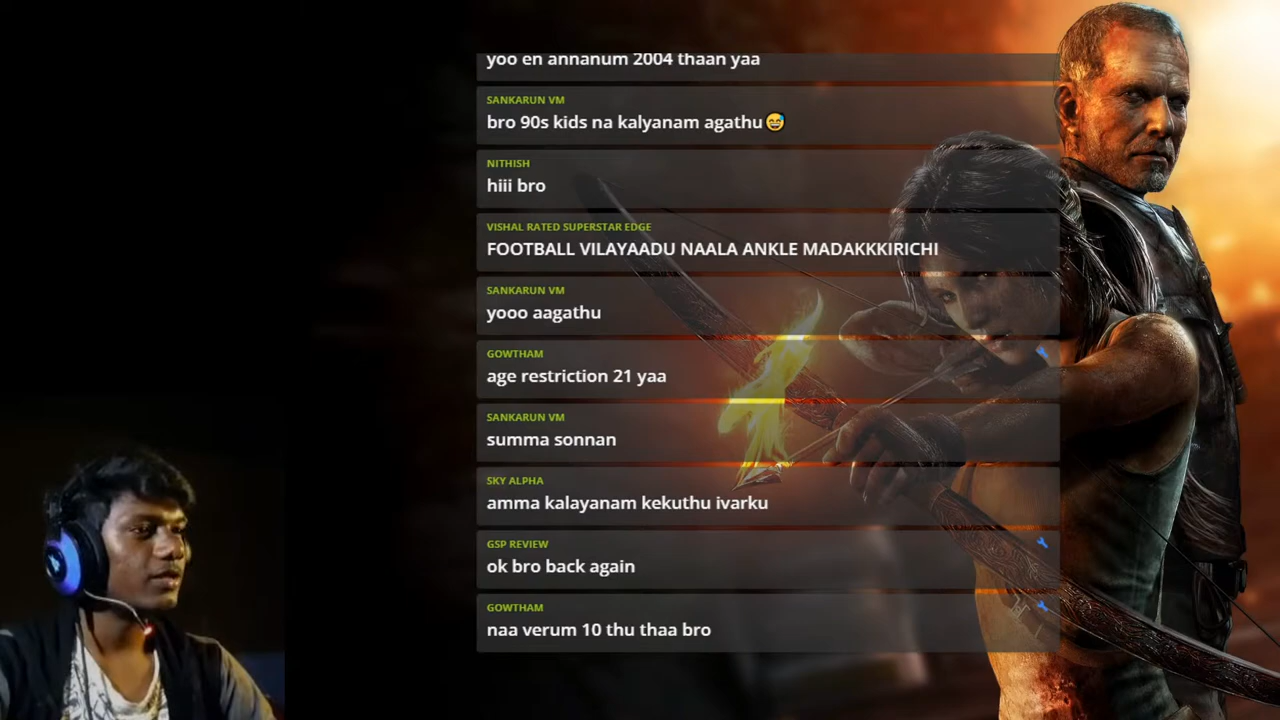 yoo en annanum 2004 thaan yaa
SANKARUN VM
bro 90s kids na kalyanam agathu😅
NITHISH
hiii bro
VISHAL RATED SUPERSTAR EDGE
FOOTBALL VILAYAADU NAALA ANKLE MADAKKKIRICHI
SANKARUN VM
yooo aagathu
GOWTHAM
age restriction 21 yaa
SANKARUN VM
summa sonnan
SKY ALPHA
amma kalayanam kekuthu ivarku
GSP REVIEW
ok bro back again
GOWTHAM
naa verum 10 thu thaa bro